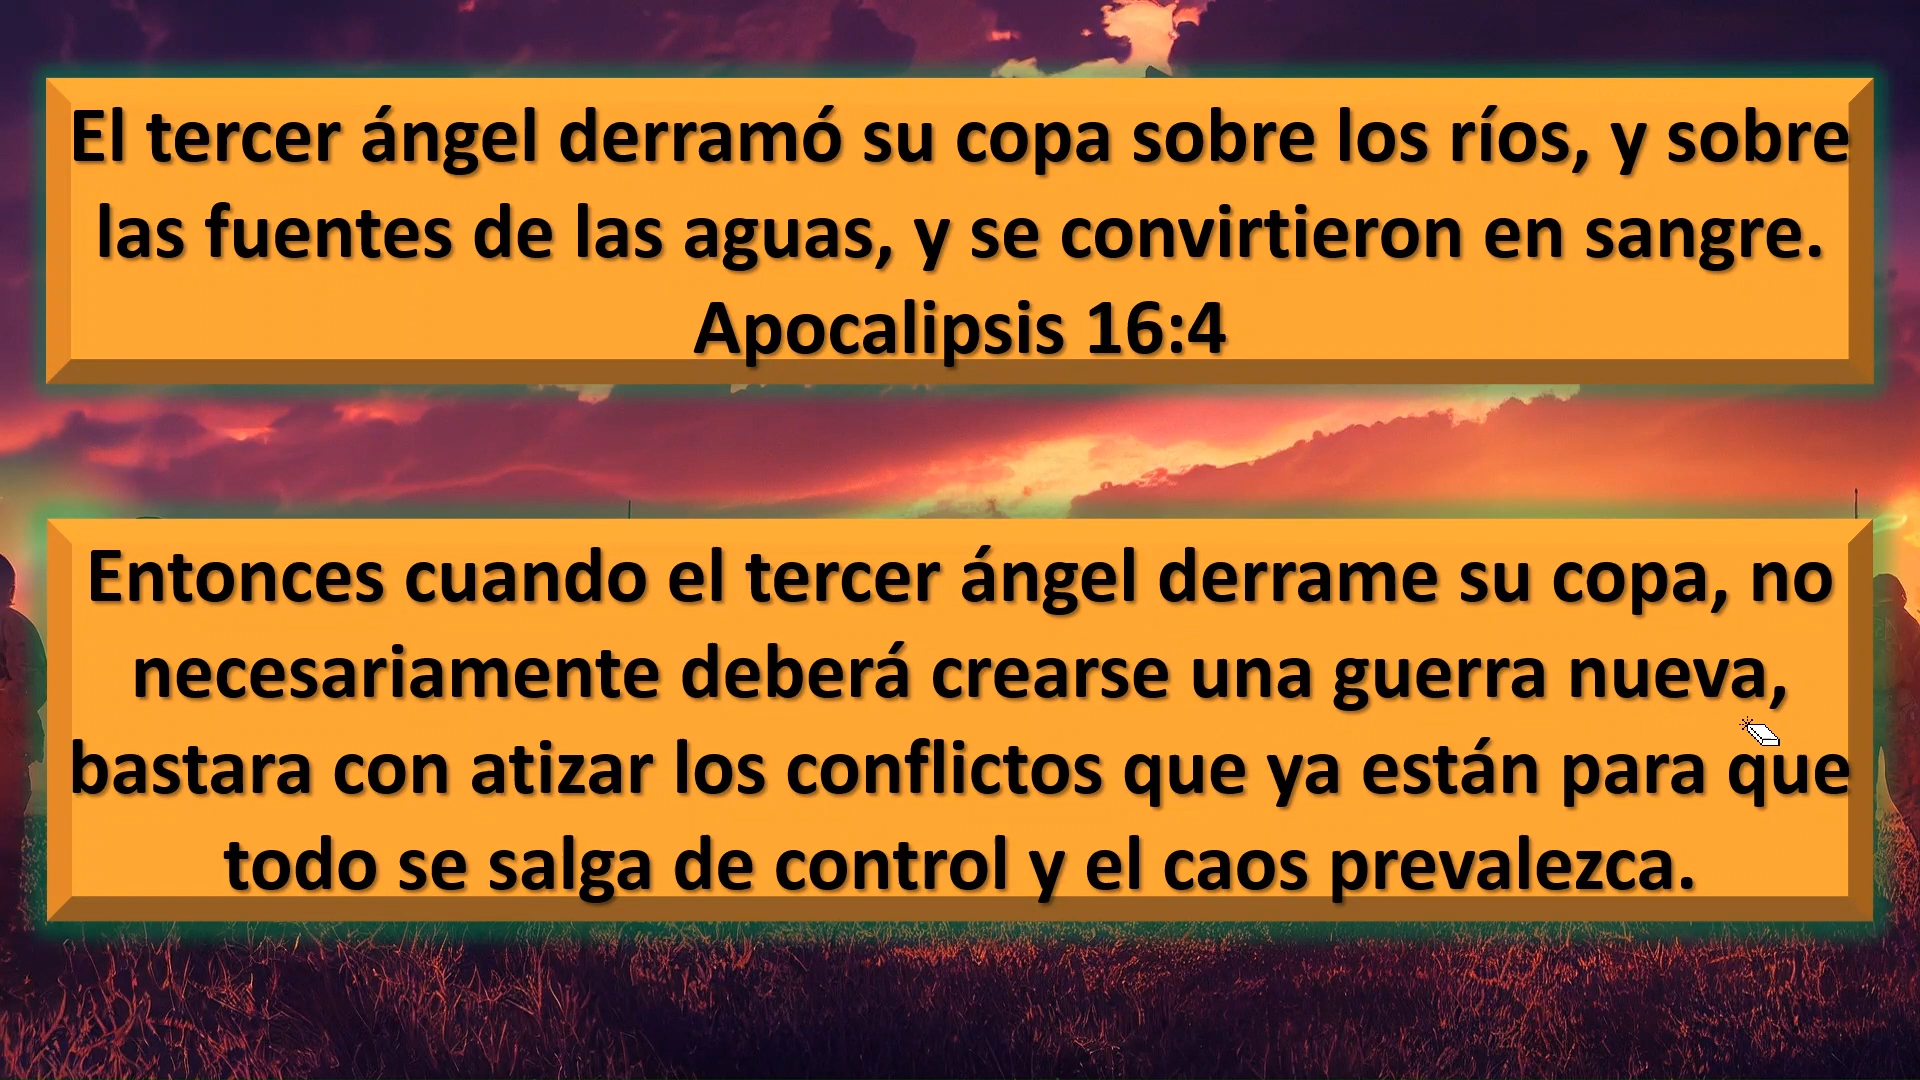 El tercer ángel derramó su copa sobre los ríos, y sobre
las fuentes de las aguas, y se convirtieron en sangre.
Apocalipsis 16:4
Entonces cuando el tercer ángel derrame su copa, no
necesariamente deberá crearse una guerra nueva,
bastara con atizar los conflictos que ya están para que
todo se salga de control y el caos prevalezca.